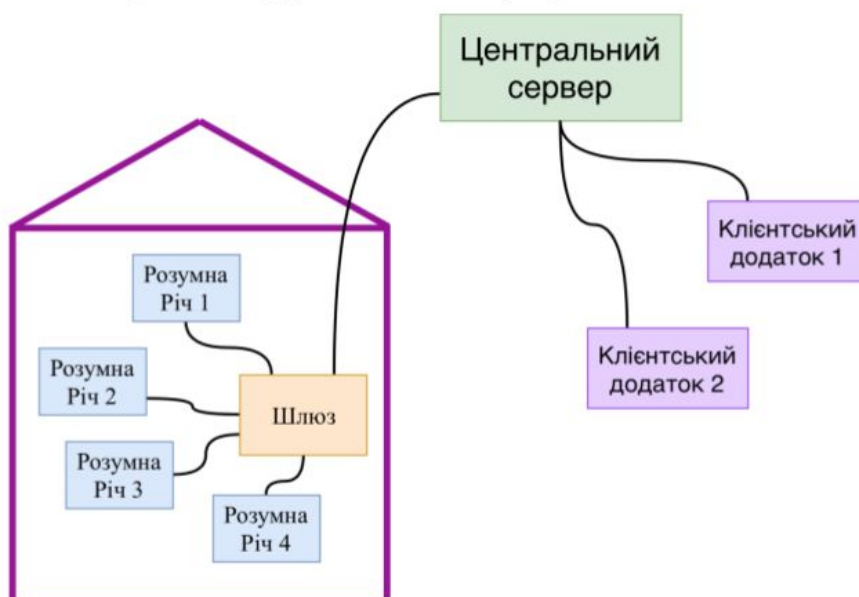 Центральний
сервер
Клієнтський
додаток 1
Розумна
Річ 1
Клієнтський
додаток 2
Розумна
Річ 2
Шлюз
Розумна
Річ 3
Розумна
Річ 4